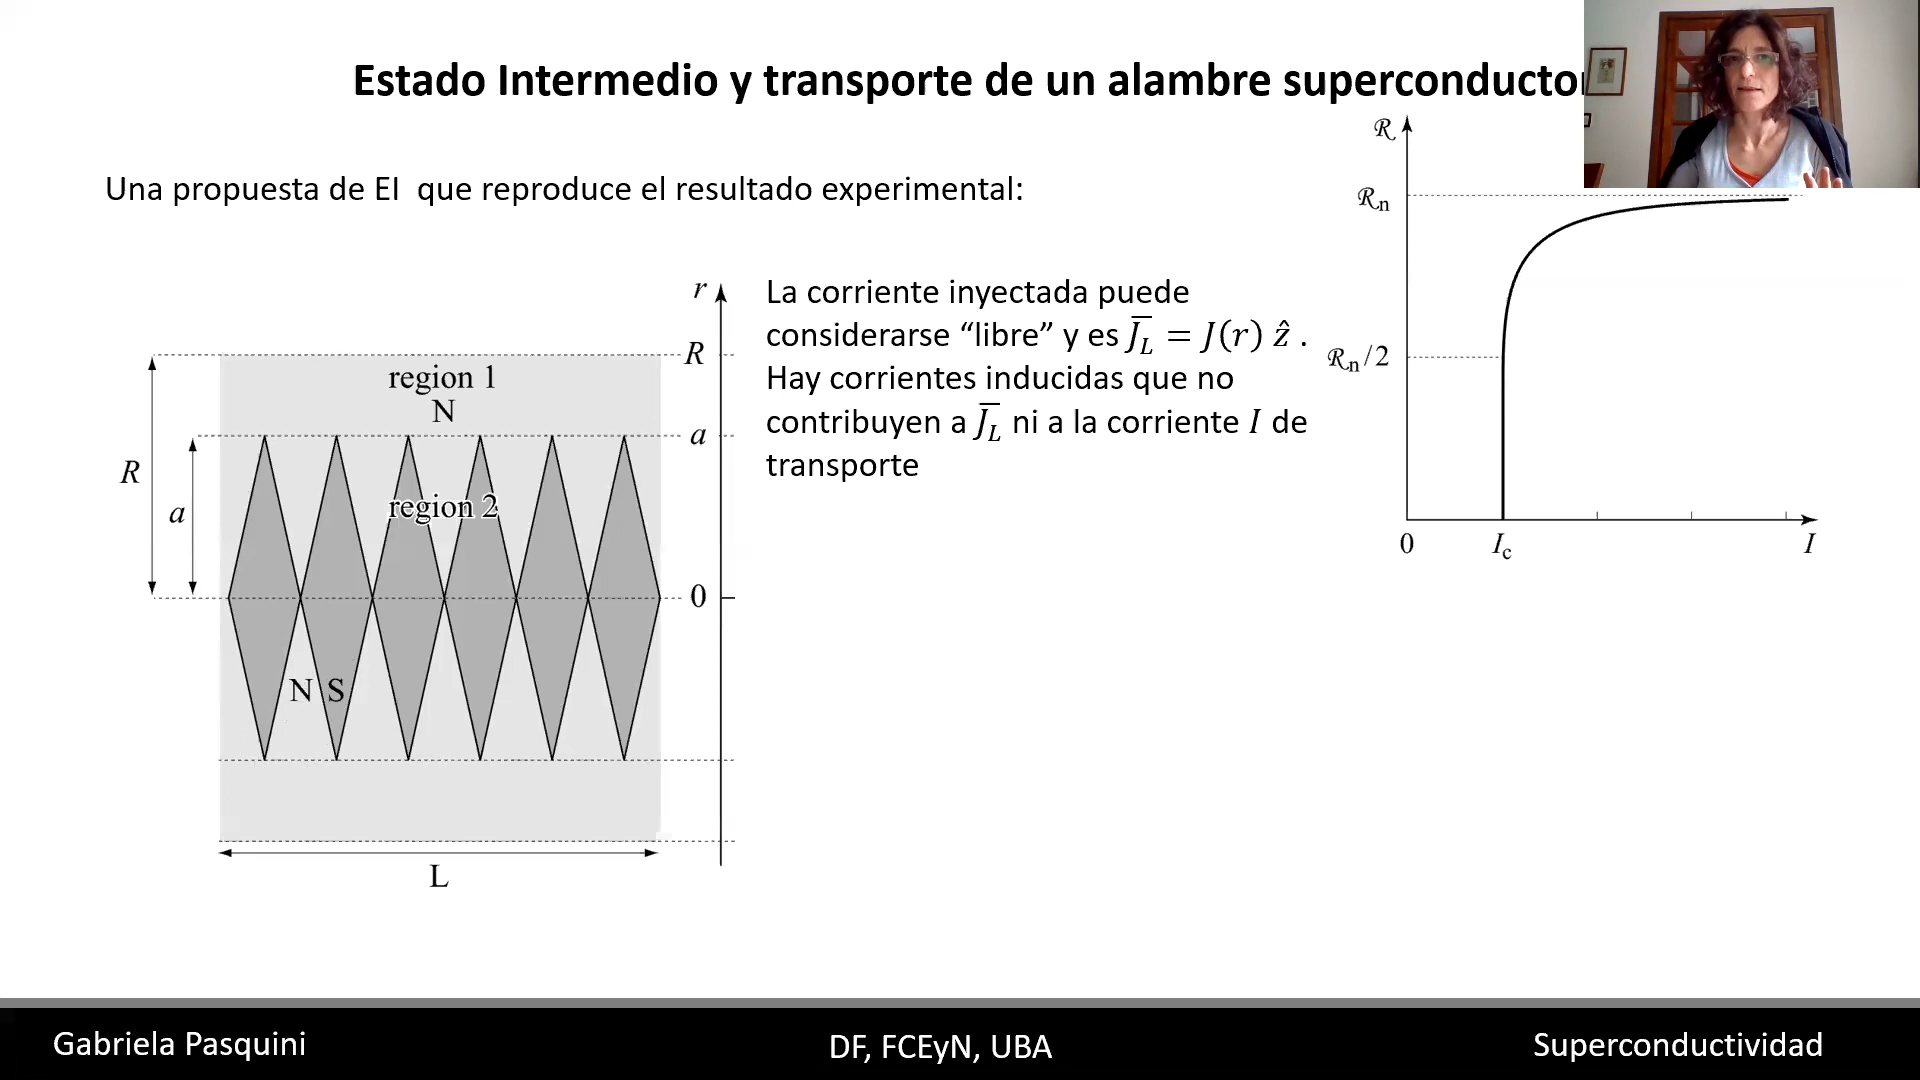 Estado Intermedio y transporte de un alambre superconductor
Una propuesta de EI  que reproduce el resultado experimental:
La corriente inyectada puede
considerarse “libre” y es J̅_L = J(r) ẑ .
Hay corrientes inducidas que no
contribuyen a J̅_L ni a la corriente I de
transporte
r
R
region 1
N
a
R
a
region 2
0
N S
L
ℛ
ℛn
ℛn/2
0
Ic
I
Gabriela Pasquini
DF, FCEyN, UBA
Superconductividad